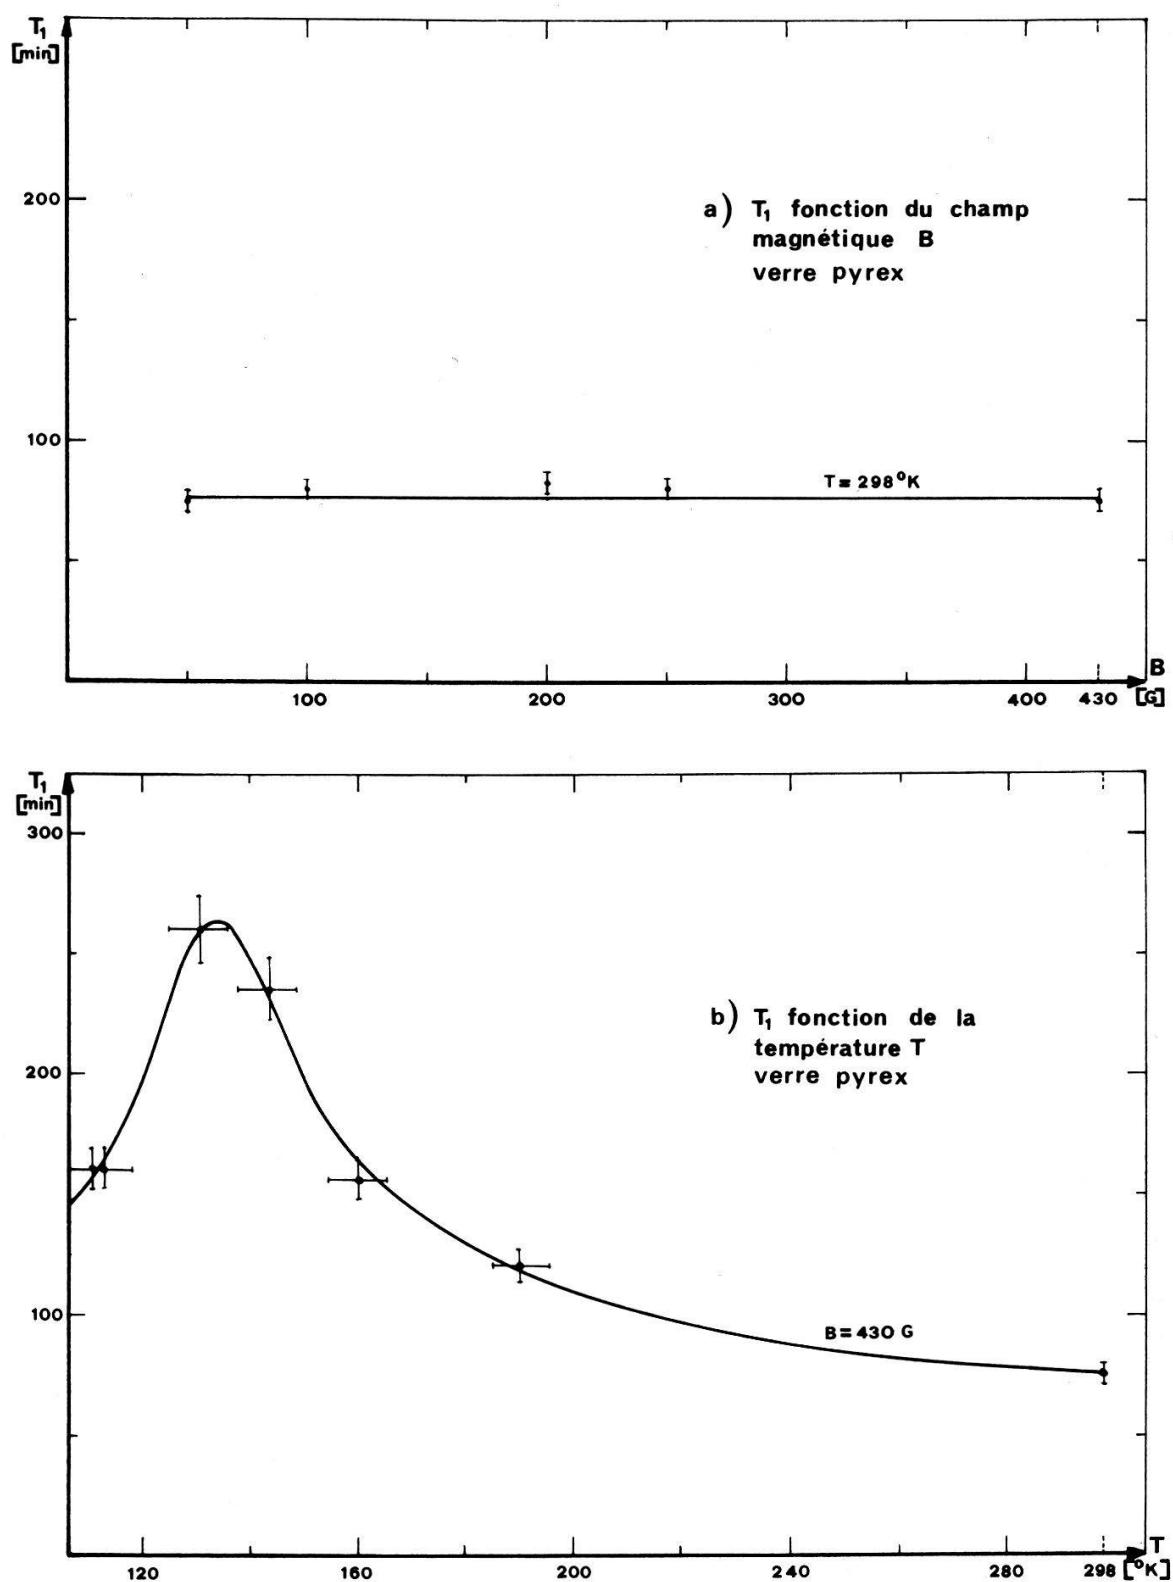 T₁
[min]
200
100
a) T₁ fonction du champ
magnétique B
verre pyrex
T = 298°K
B
100
200
300
400
430
[G]
T₁
[min]
300
200
100
b) T₁ fonction de la
température T
verre pyrex
B = 430 G
T
120
160
200
240
280
298
[°K]